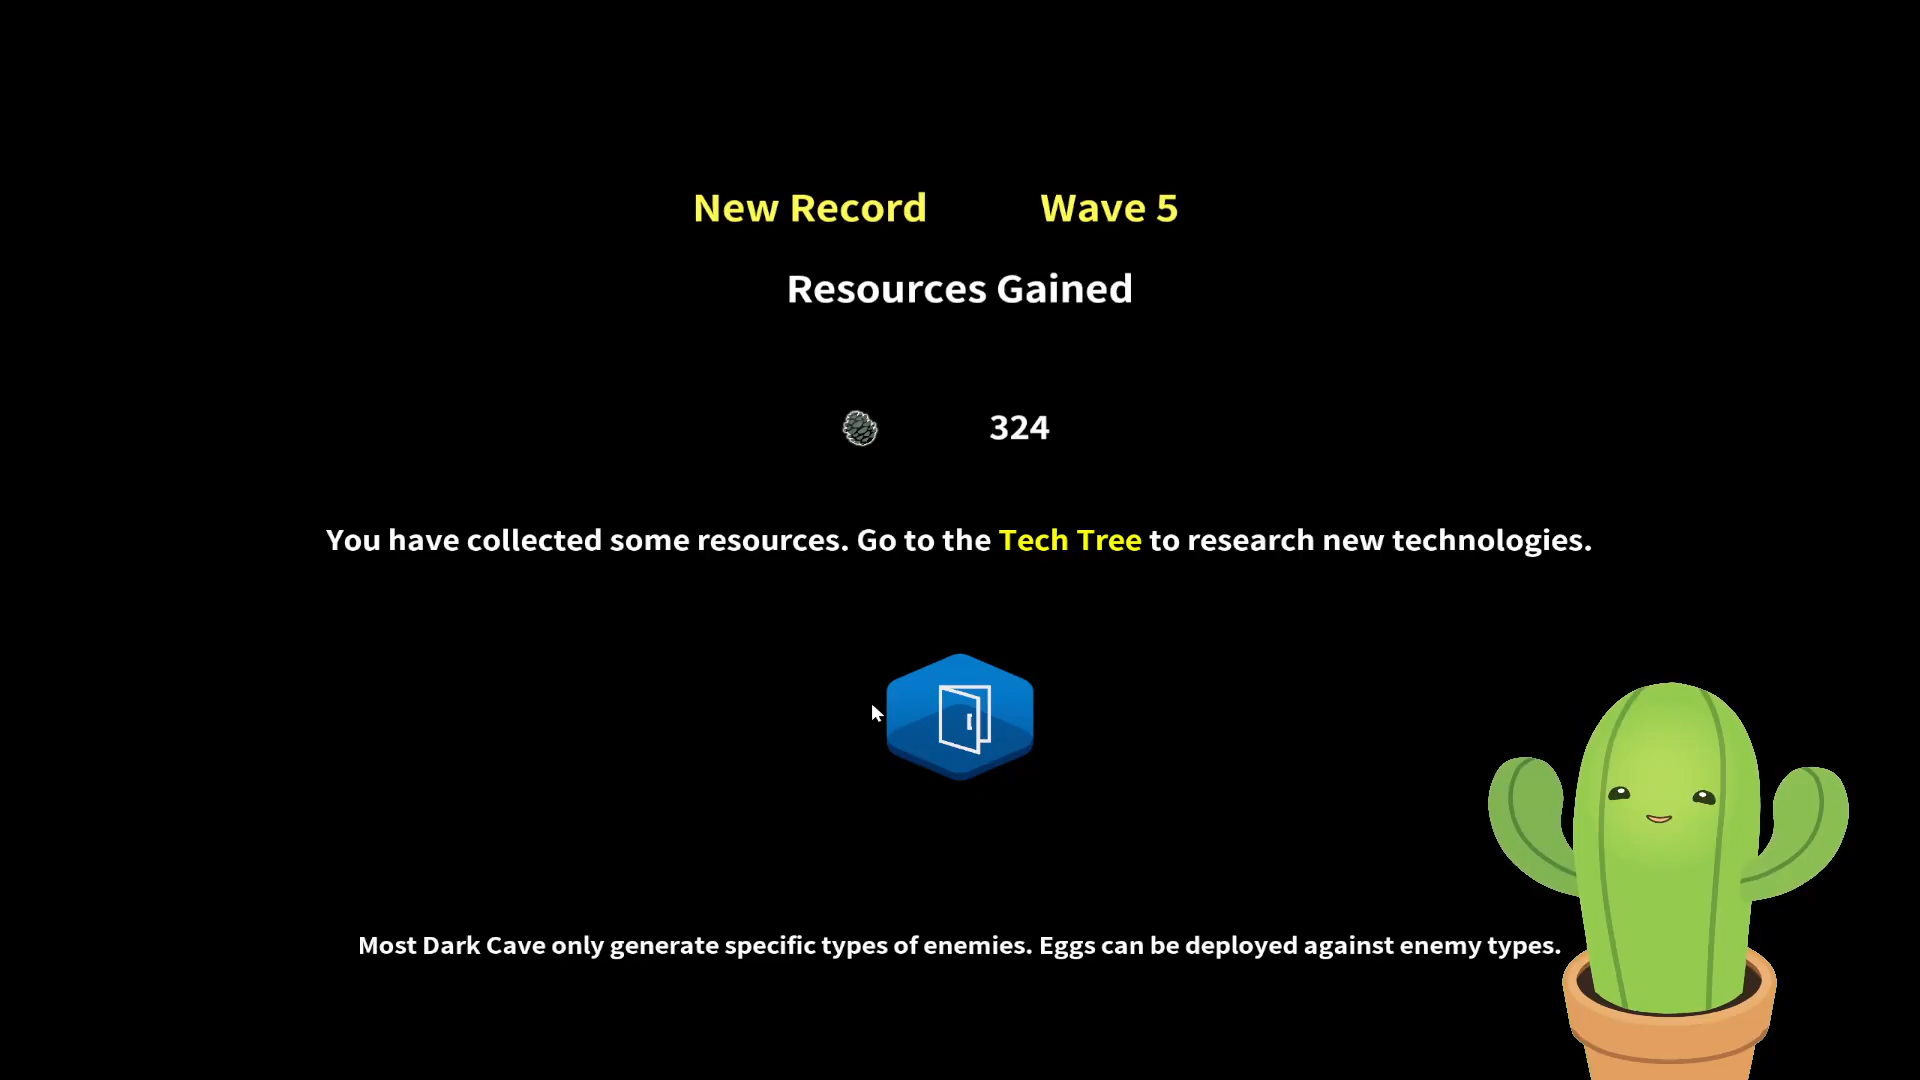 New Record Wave 5
Resources Gained
324
You have collected some resources. Go to the Tech Tree to research new technologies.
Most Dark Cave only generate specific types of enemies. Eggs can be deployed against enemy types.